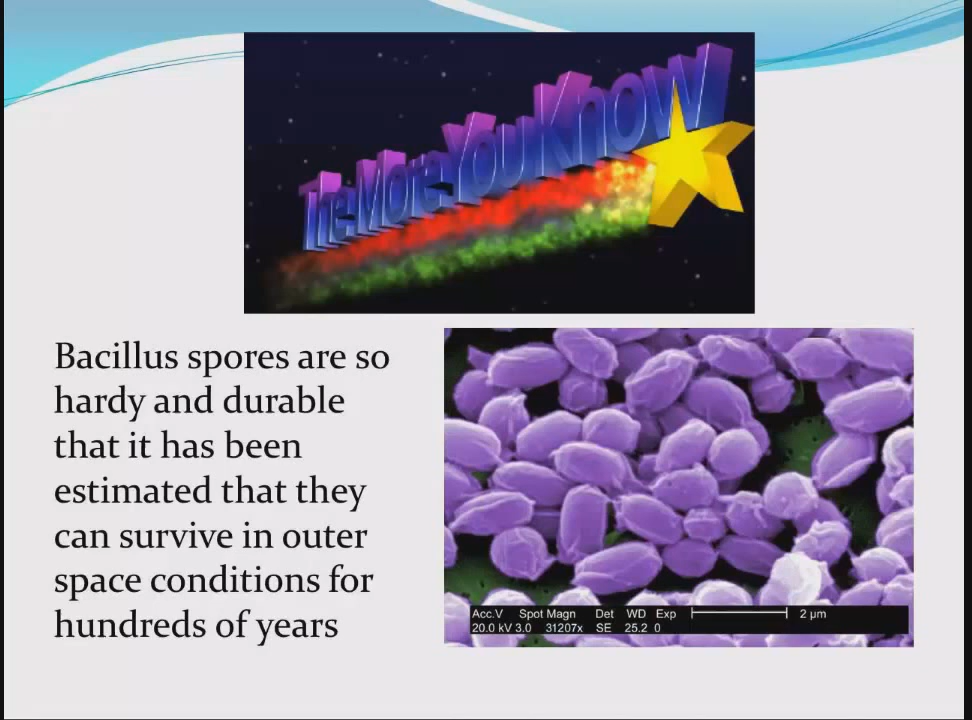 The More You Know
Bacillus spores are so
hardy and durable
that it has been
estimated that they
can survive in outer
space conditions for
hundreds of years
Acc.V Spot Magn Det WD Exp 2 µm
20.0 kV 3.0 31207x SE 25.2 0